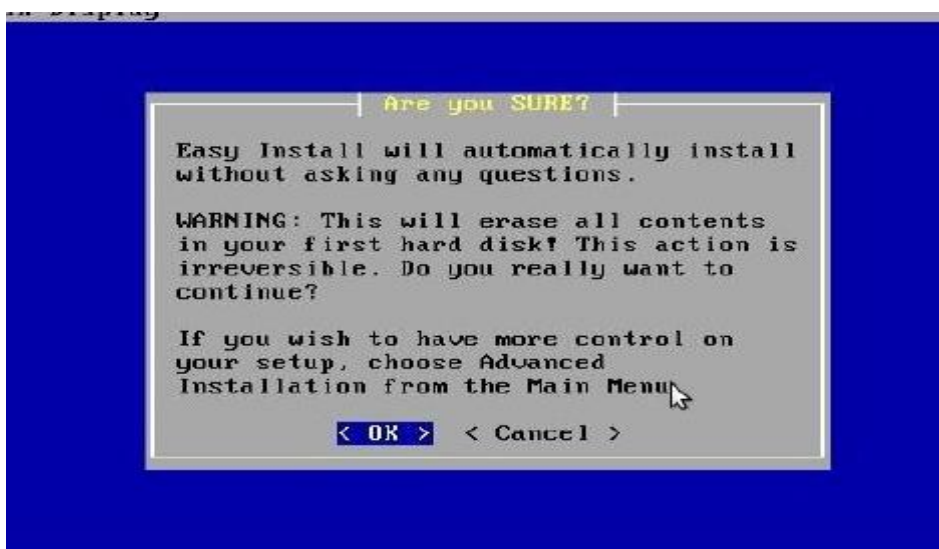 Are you SURE?
Easy Install will automatically install
without asking any questions.
WARNING: This will erase all contents
in your first hard disk! This action is
irreversible. Do you really want to
continue?
If you wish to have more control on
your setup, choose Advanced
Installation from the Main Menu
< OK > < Cancel >